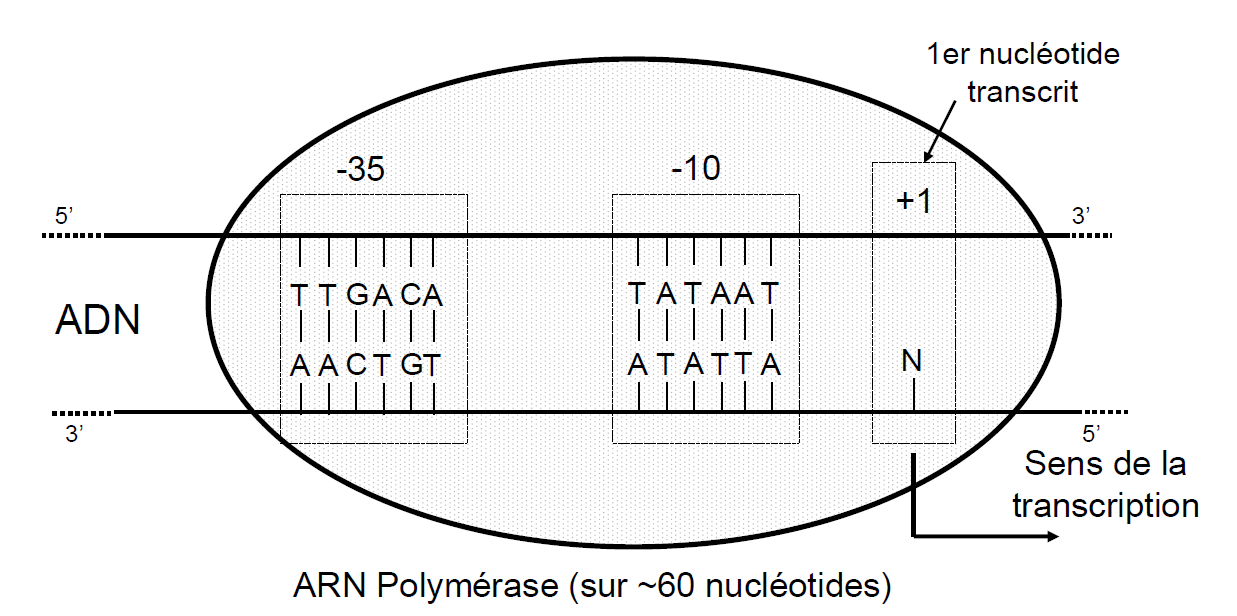 1er nucléotide
transcrit
-35
-10
+1
5’
3’
T T G A C A
T A T A A T
ADN
A A C T G T
A T A T T A
N
3’
5’
Sens de la
transcription
ARN Polymérase (sur ~60 nucléotides)